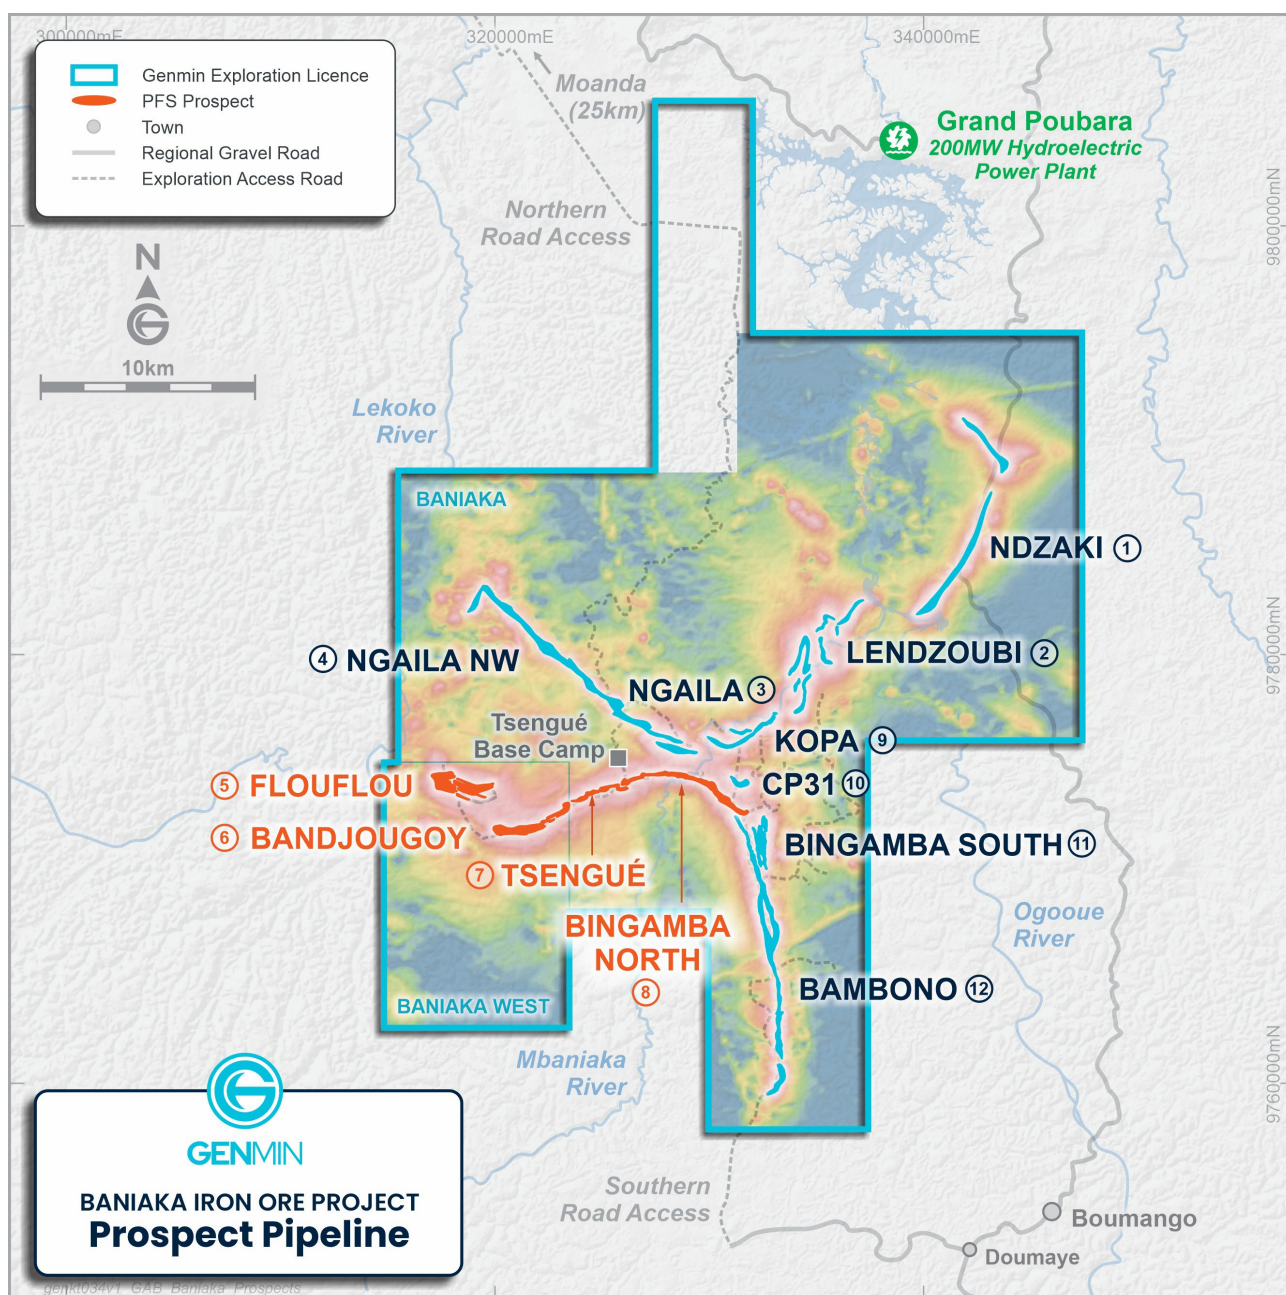 300000mE
320000mE
340000mE
Genmin Exploration Licence
PFS Prospect
Town
Regional Gravel Road
Exploration Access Road
Moanda
(25km)
Grand Poubara
200MW Hydroelectric
Power Plant
Northern
Road Access
9800000mN
N
10km
Lekoko
River
BANIAKA
NDZAKI 1
LENDZOUBI 2
4 NGAILA NW
NGAILA 3
9780000mN
Tsengué
Base Camp
KOPA 9
CP31 10
5 FLOUFLOU
6 BANDJOUGOY
BINGAMBA SOUTH 11
7 TSENGUÉ
BINGAMBA
NORTH
8
Ogooue
River
BAMBONO 12
BANIAKA WEST
Mbaniaka
River
9760000mN
GENMIN
BANIAKA IRON ORE PROJECT
Prospect Pipeline
Southern
Road Access
Boumango
Doumaye
genkt034v1_GAB_Baniaka_Prospects